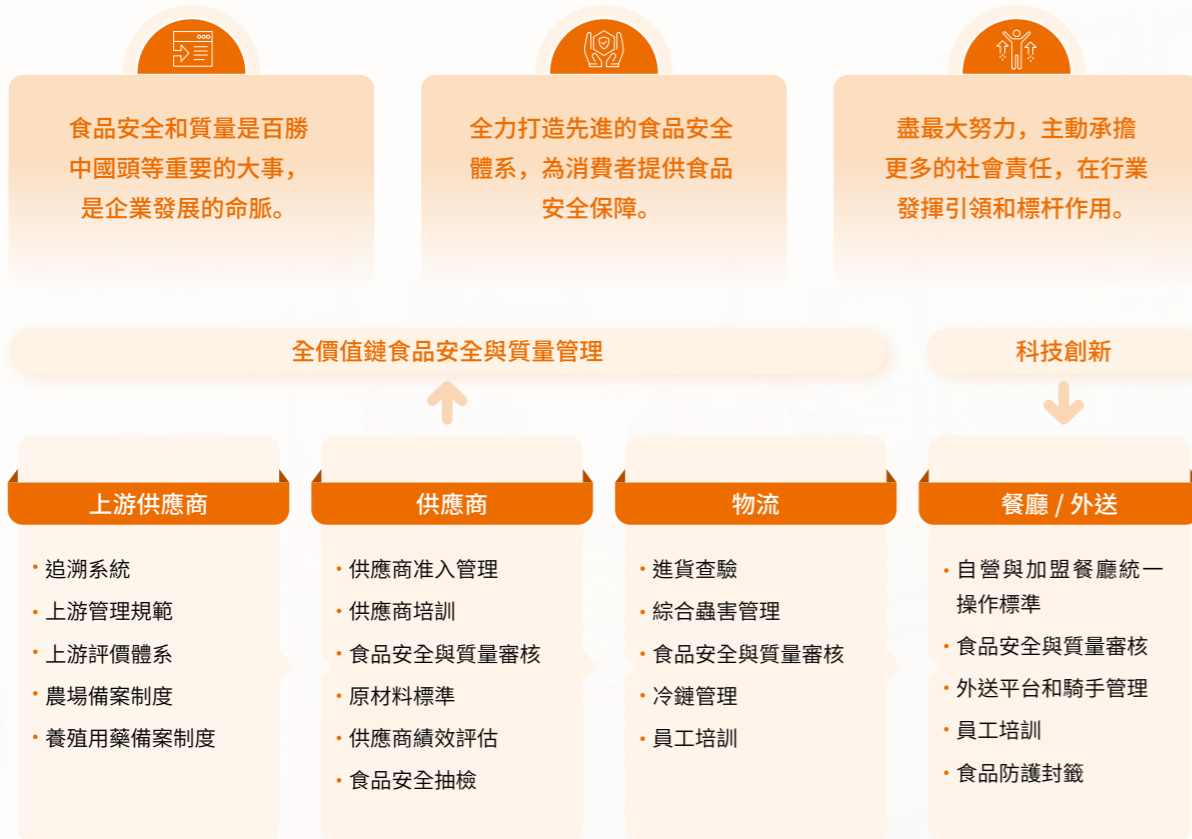 食品安全和質量是百勝
中國頭等重要的大事，
是企業發展的命脈。
全力打造先進的食品安全
體系，為消費者提供食品
安全保障。
盡最大努力，主動承擔
更多的社會責任，在行業
發揮引領和標杆作用。
全價值鏈食品安全與質量管理
科技創新
上游供應商
・追溯系統
・上游管理規範
・上游評價體系
・農場備案制度
・養殖用藥備案制度
供應商
・供應商准入管理
・供應商培訓
・食品安全與質量審核
・原材料標準
・供應商績效評估
・食品安全抽檢
物流
・進貨查驗
・綜合蟲害管理
・食品安全與質量審核
・冷鏈管理
・員工培訓
餐廳 / 外送
・自營與加盟餐廳統一
操作標準
・食品安全與質量審核
・外送平台和騎手管理
・員工培訓
・食品防護封籤